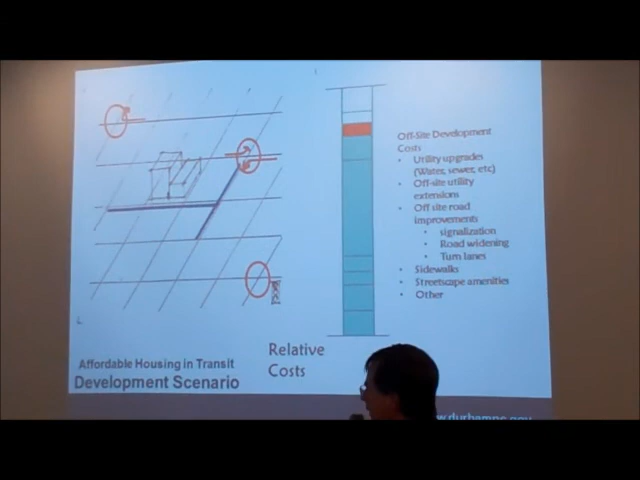 Off-Site Development
Costs
• Utility upgrades
(Water, sewer, etc)
• Off-site utility
extensions
• Off site road
improvements
• signalization
• Road widening
• Turn lanes
• Sidewalks
• Streetscape amenities
• Other
Relative
Costs
Affordable Housing in Transit
Development Scenario